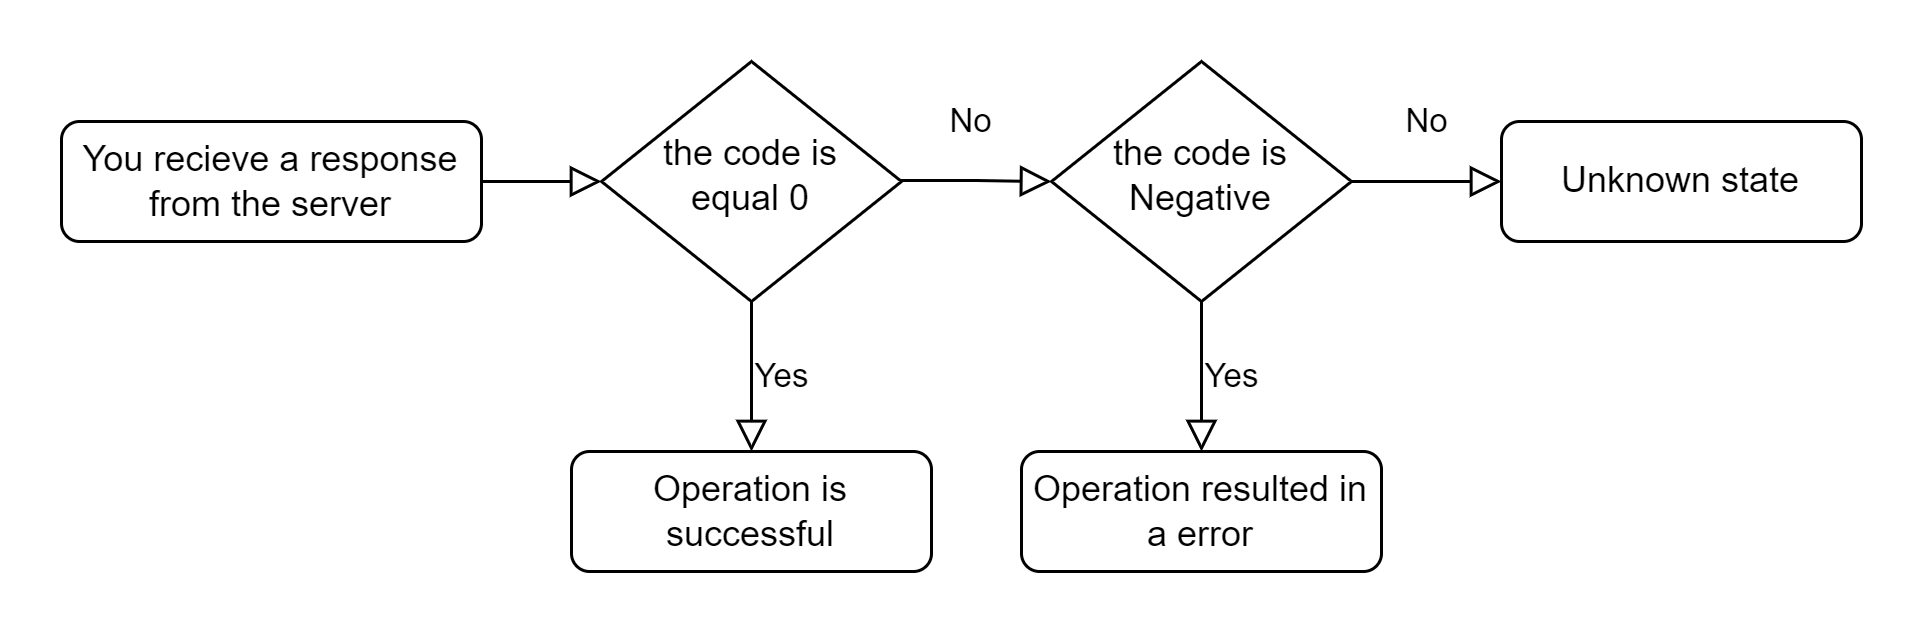 You recieve a response
from the server
the code is
equal 0
No
the code is
Negative
No
Unknown state
Yes
Yes
Operation is
successful
Operation resulted in
a error